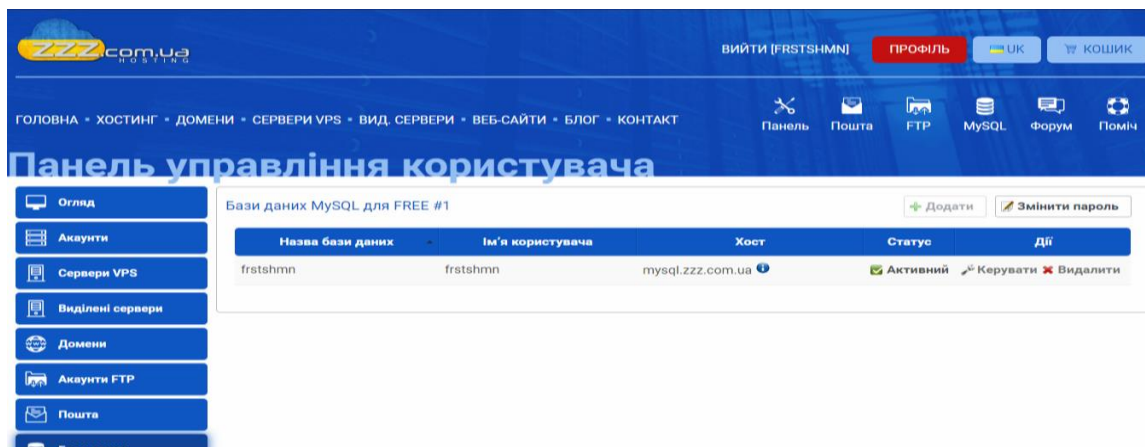 ZZZ.com.ua
HOSTING
ВИЙТИ [FRSTSHMN]
ПРОФІЛЬ
UK
КОШИК
ГОЛОВНА • ХОСТИНГ • ДОМЕНИ • СЕРВЕРИ VPS • ВИД. СЕРВЕРИ • ВЕБ-САЙТИ • БЛОГ • КОНТАКТ
Панель Пошта FTP MySQL Форум Поміч
Панель управління користувача
Огляд
Акаунти
Сервери VPS
Виділені сервери
Домени
Акаунти FTP
Пошта
Бази даних MySQL для FREE #1
Додати
Змінити пароль
Назва бази даних Ім'я користувача Хост Статус Дії
frstshmn frstshmn mysql.zzz.com.ua Активний Керувати Видалити